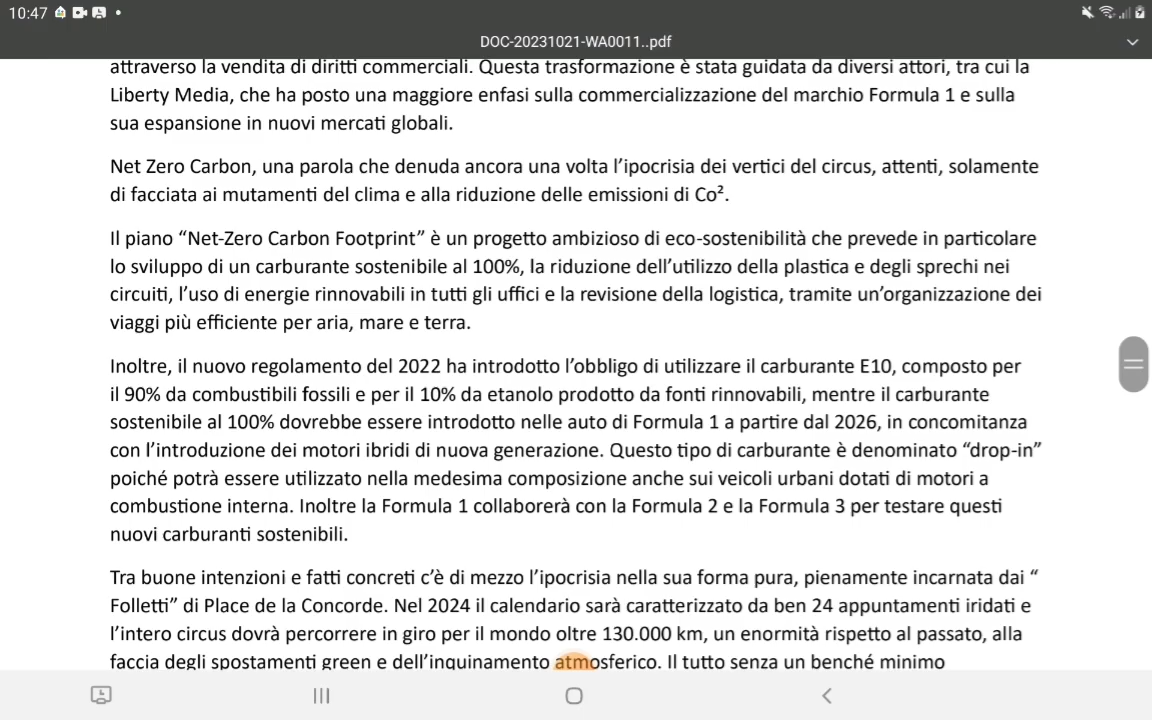 10:47
DOC-20231021-WA0011..pdf
attraverso la vendita di diritti commerciali. Questa trasformazione è stata guidata da diversi attori, tra cui la
Liberty Media, che ha posto una maggiore enfasi sulla commercializzazione del marchio Formula 1 e sulla
sua espansione in nuovi mercati globali.
Net Zero Carbon, una parola che denuda ancora una volta l’ipocrisia dei vertici del circus, attenti, solamente
di facciata ai mutamenti del clima e alla riduzione delle emissioni di Co².
Il piano “Net-Zero Carbon Footprint” è un progetto ambizioso di eco-sostenibilità che prevede in particolare
lo sviluppo di un carburante sostenibile al 100%, la riduzione dell’utilizzo della plastica e degli sprechi nei
circuiti, l’uso di energie rinnovabili in tutti gli uffici e la revisione della logistica, tramite un’organizzazione dei
viaggi più efficiente per aria, mare e terra.
Inoltre, il nuovo regolamento del 2022 ha introdotto l’obbligo di utilizzare il carburante E10, composto per
il 90% da combustibili fossili e per il 10% da etanolo prodotto da fonti rinnovabili, mentre il carburante
sostenibile al 100% dovrebbe essere introdotto nelle auto di Formula 1 a partire dal 2026, in concomitanza
con l’introduzione dei motori ibridi di nuova generazione. Questo tipo di carburante è denominato “drop-in”
poiché potrà essere utilizzato nella medesima composizione anche sui veicoli urbani dotati di motori a
combustione interna. Inoltre la Formula 1 collaborerà con la Formula 2 e la Formula 3 per testare questi
nuovi carburanti sostenibili.
Tra buone intenzioni e fatti concreti c’è di mezzo l’ipocrisia nella sua forma pura, pienamente incarnata dai “
Folletti” di Place de la Concorde. Nel 2024 il calendario sarà caratterizzato da ben 24 appuntamenti iridati e
l’intero circus dovrà percorrere in giro per il mondo oltre 130.000 km, un enormità rispetto al passato, alla
faccia degli spostamenti green e dell’inquinamento atmosferico. Il tutto senza un benché minimo